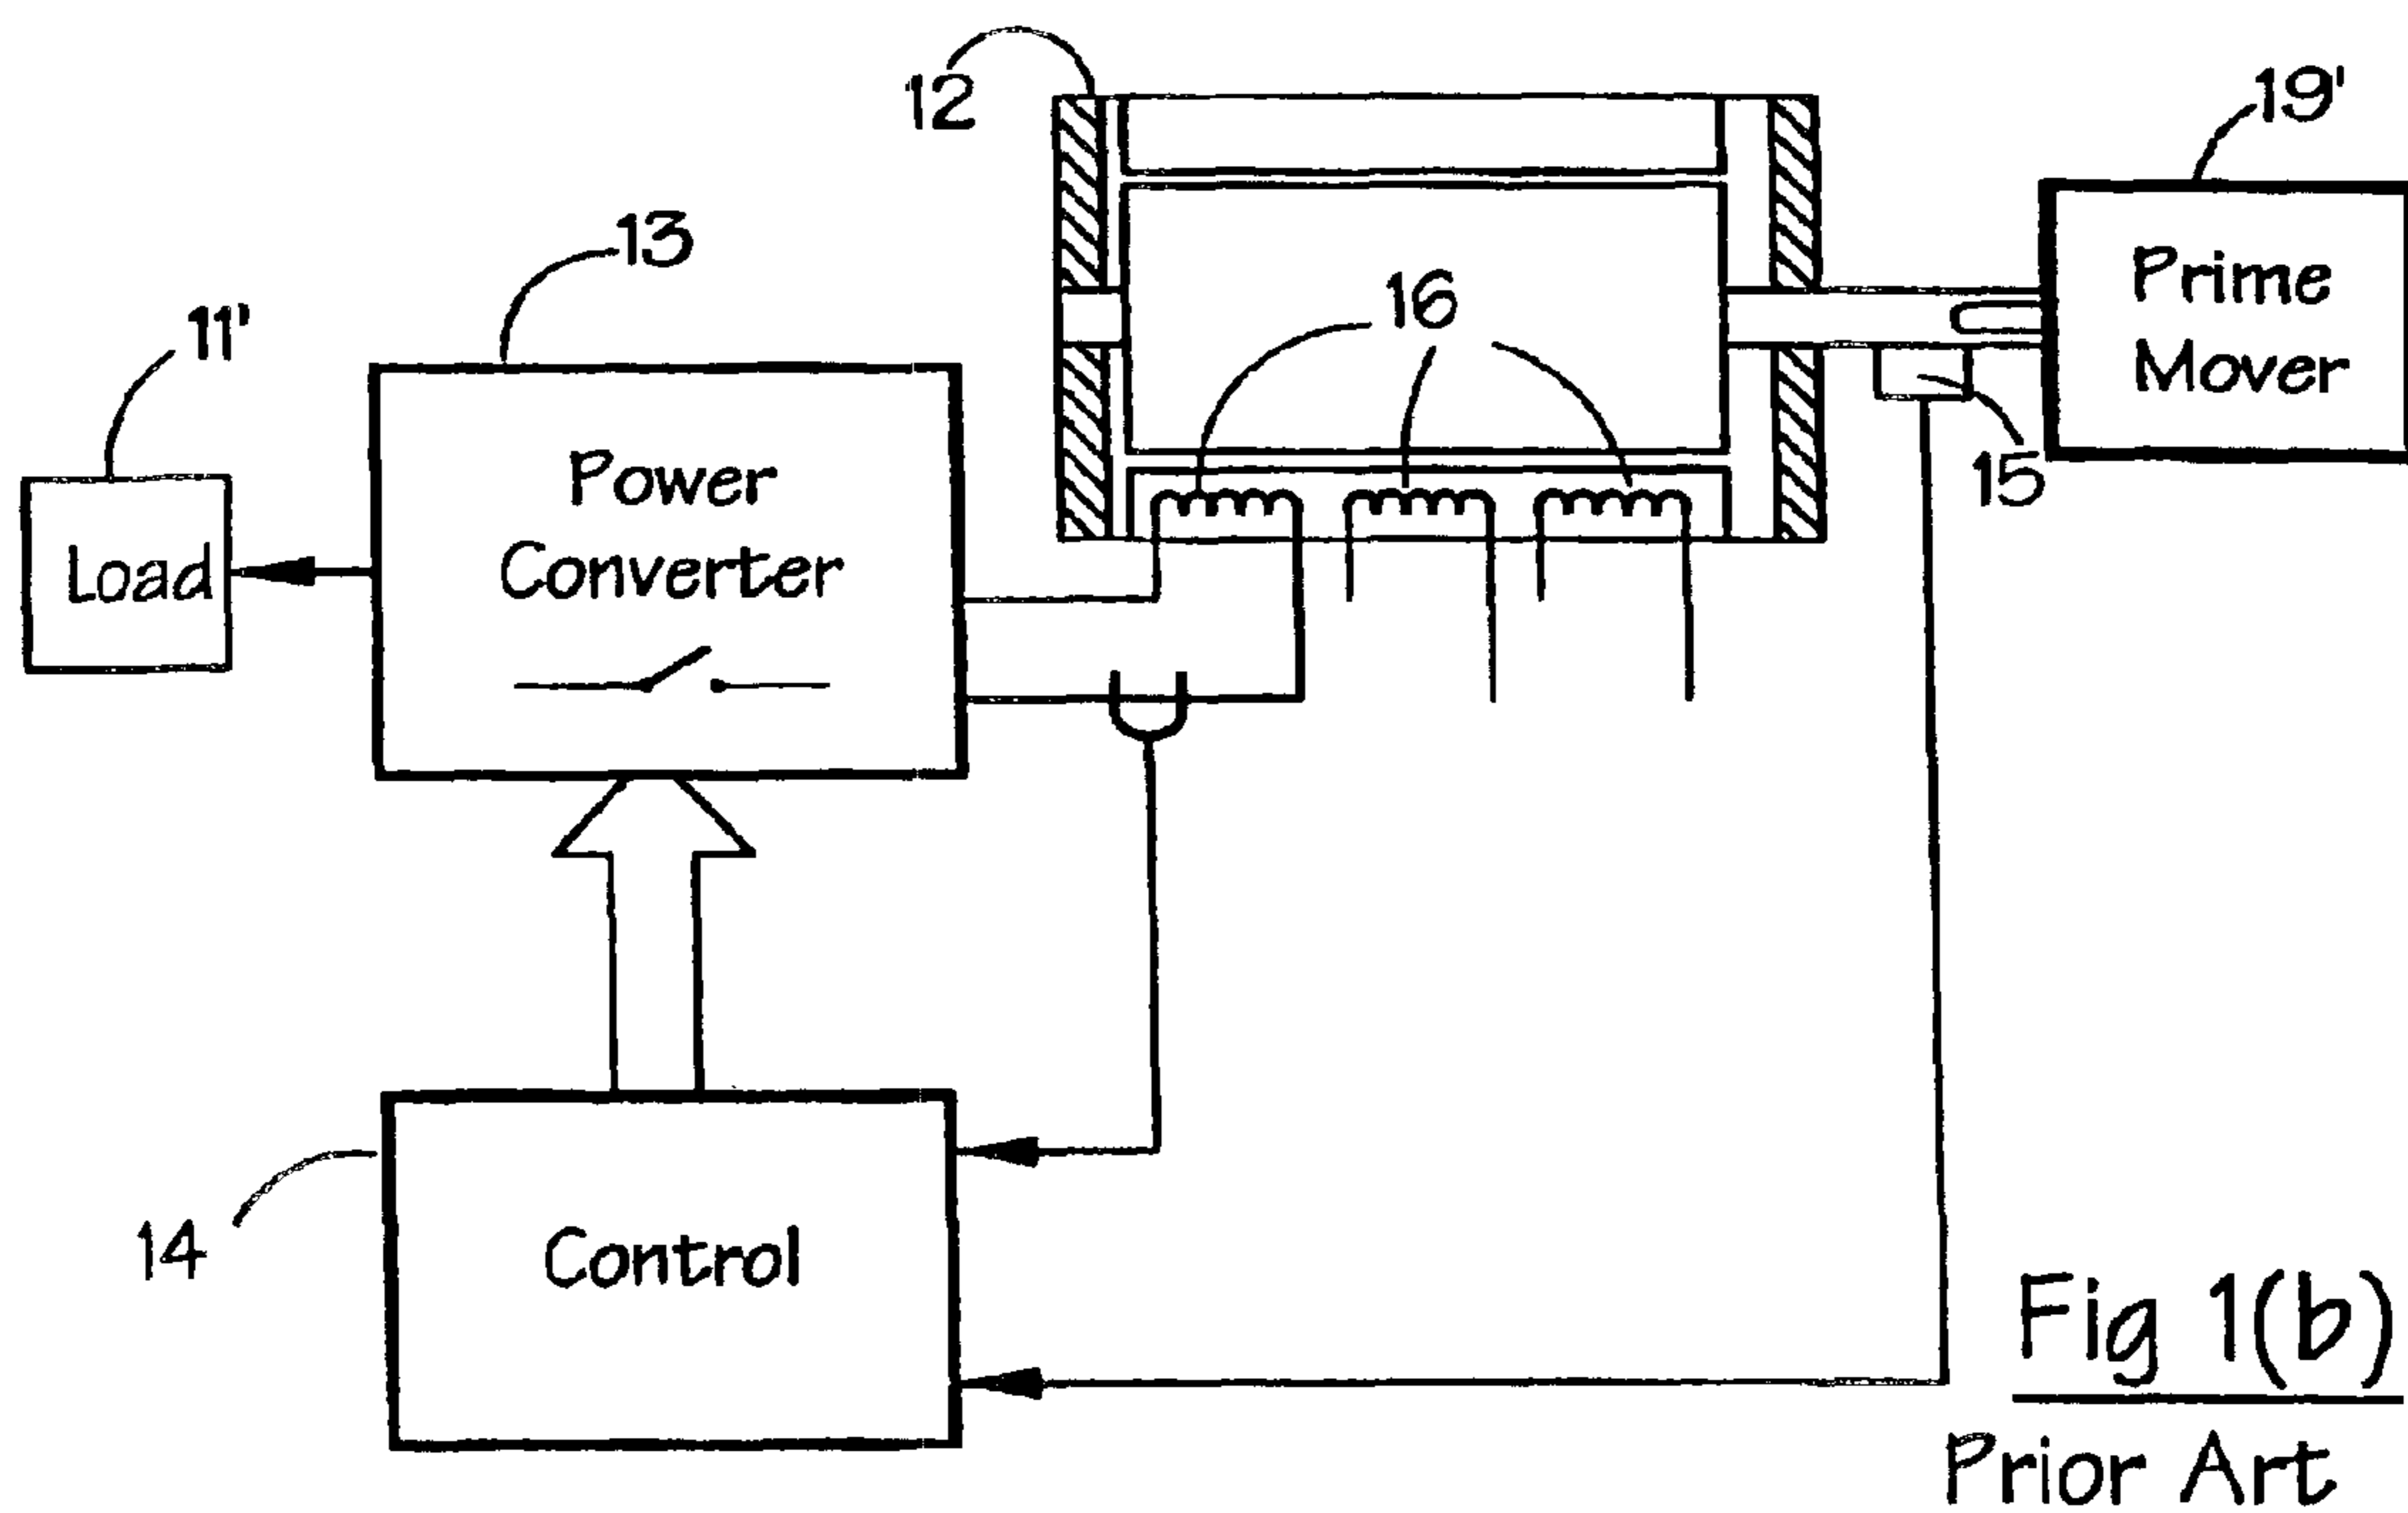 12
19'
13
16
Prime
Mover
11'
15
Power
Converter
Load
14
Control
Fig 1(b)
Prior Art